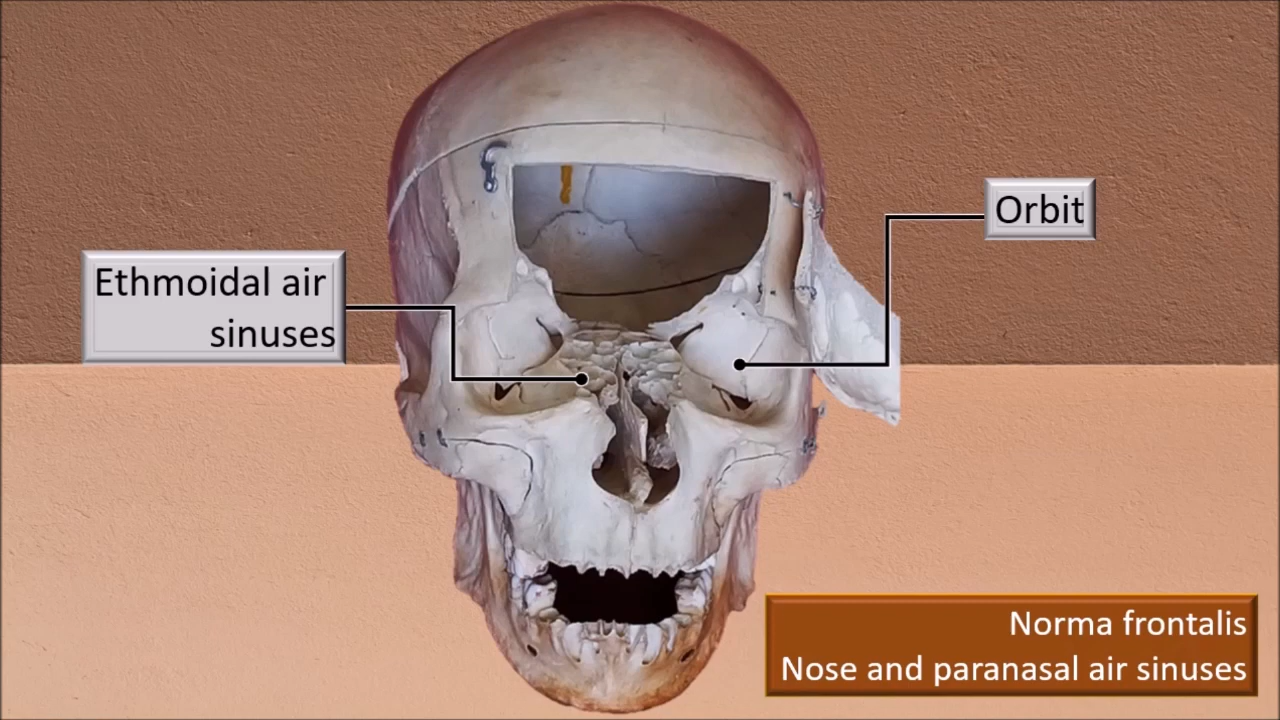 Ethmoidal air
sinuses
Orbit
Norma frontalis
Nose and paranasal air sinuses